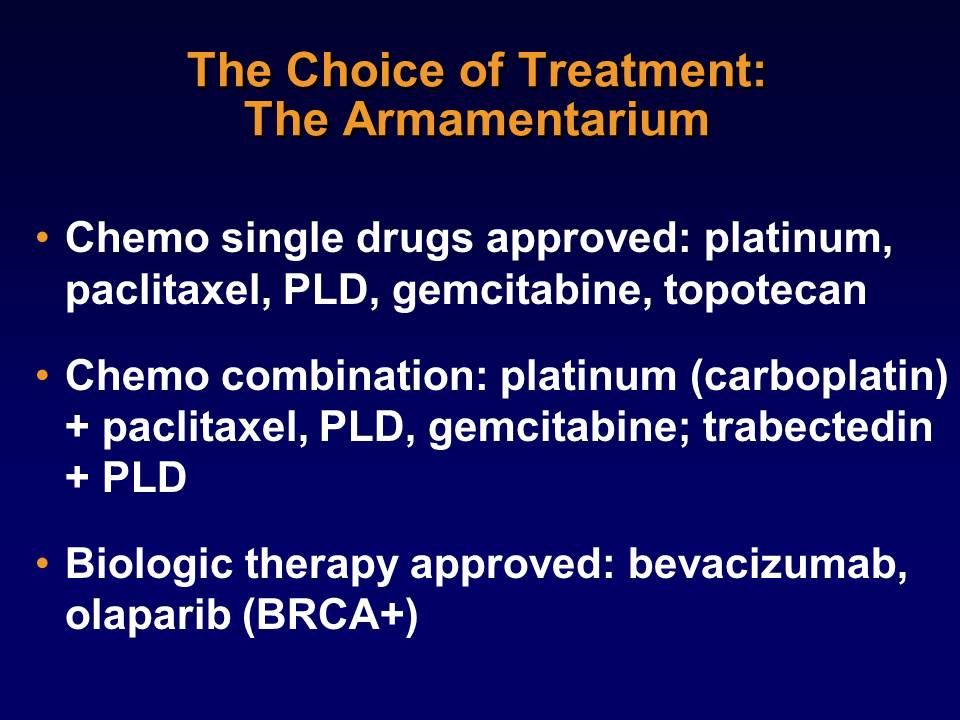 The Choice of Treatment:
The Armamentarium
• Chemo single drugs approved: platinum,
paclitaxel, PLD, gemcitabine, topotecan
• Chemo combination: platinum (carboplatin)
+ paclitaxel, PLD, gemcitabine; trabectedin
+ PLD
• Biologic therapy approved: bevacizumab,
olaparib (BRCA+)